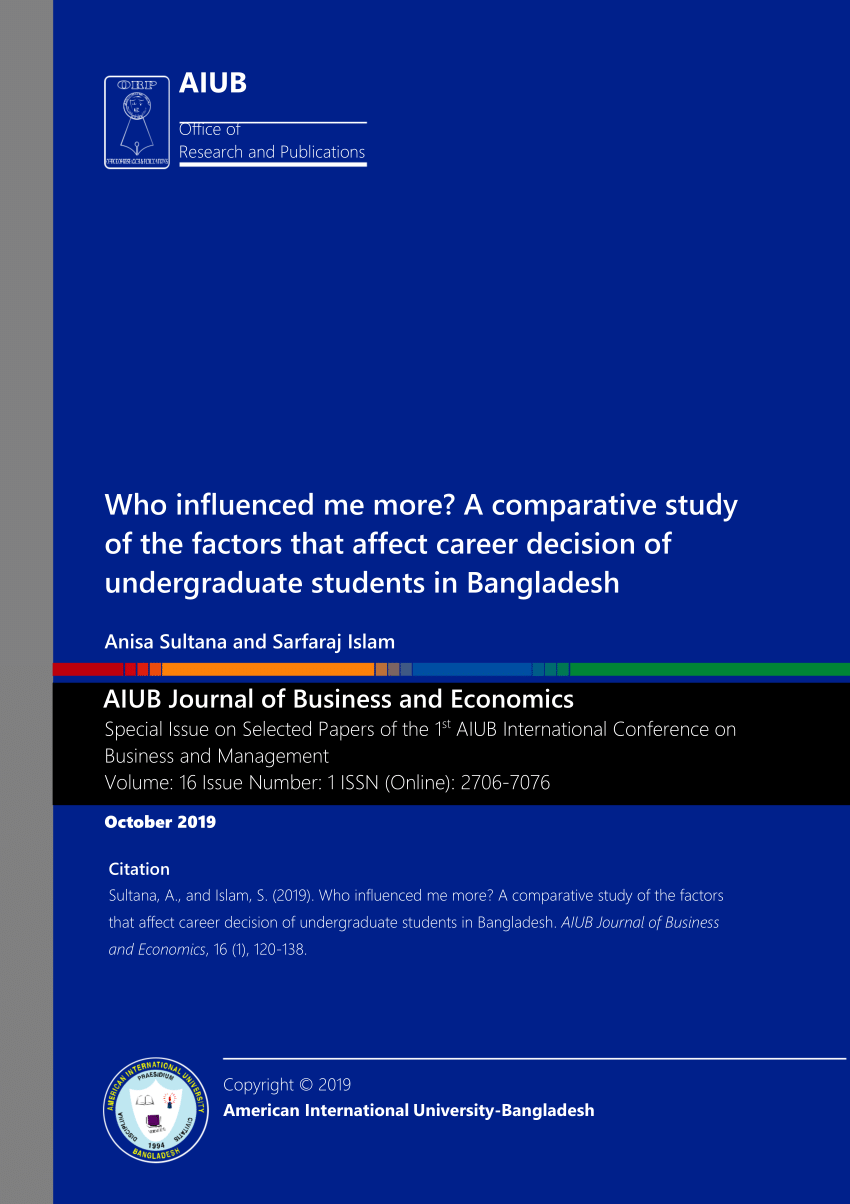 ORP
AIUB
Office of
Research and Publications
Who influenced me more? A comparative study
of the factors that affect career decision of
undergraduate students in Bangladesh
Anisa Sultana and Sarfaraj Islam
AIUB Journal of Business and Economics
Special Issue on Selected Papers of the 1st AIUB International Conference on
Business and Management
Volume: 16 Issue Number: 1 ISSN (Online): 2706-7076
October 2019
Citation
Sultana, A., and Islam, S. (2019). Who influenced me more? A comparative study of the factors
that affect career decision of undergraduate students in Bangladesh. AIUB Journal of Business
and Economics, 16 (1), 120-138.
AMERICAN INTERNATIONAL UNIVERSITY
PRAESIDIUM
DISCIPLINA
CIVITATIS
1994
BANGLADESH
Copyright © 2019
American International University-Bangladesh